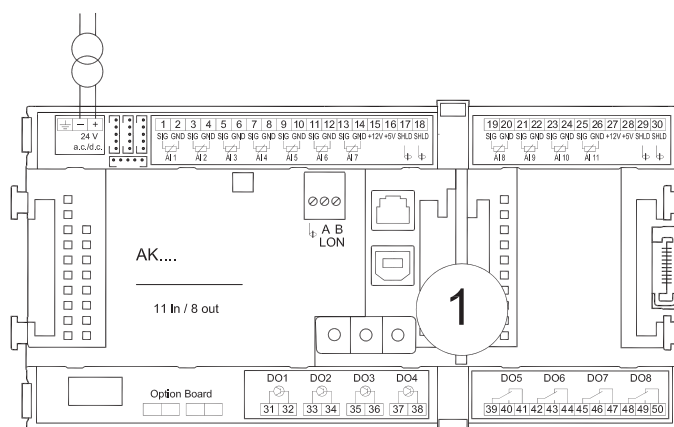 1 2 3 4 5 6 7 8 9 10 11 12 13 14 15 16 17 18
SIG GND SIG GND SIG GND SIG GND SIG GND SIG GND SIG GND +12V +5V SHLD SHLD
AI 1 AI 2 AI 3 AI 4 AI 5 AI 6 AI 7
19 20 21 22 23 24 25 26 27 28 29 30
SIG GND SIG GND SIG GND SIG GND +12V +5V SHLD SHLD
AI 8 AI 9 AI 10 AI 11
− +
24 V
a.c./d.c.
A B
LON
AK....
11 In / 8 out
1
Option Board
DO1 DO2 DO3 DO4
31 32 33 34 35 36 37 38
DO5 DO6 DO7 DO8
39 40 41 42 43 44 45 46 47 48 49 50